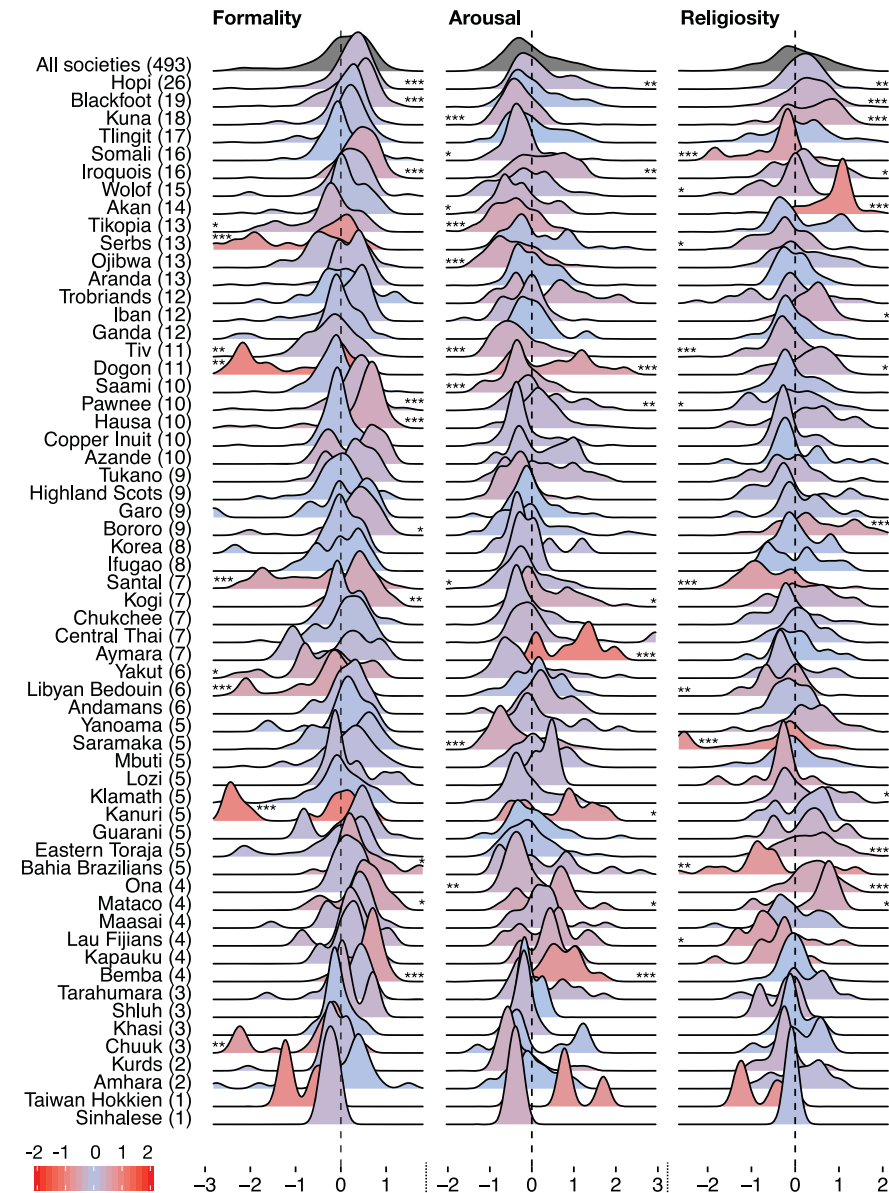 Formality Arousal Religiosity
All societies (493)
Hopi (26) *** ** **
Blackfoot (19) *** ***
Kuna (18) *** ***
Tlingit (17)
Somali (16) * ***
Iroquois (16) *** ** *
Wolof (15) *
Akan (14) * ***
Tikopia (13) * ***
Serbs (13) *** *
Ojibwa (13) ***
Aranda (13)
Trobriands (12)
Iban (12) *
Ganda (12)
Tiv (11) ** *** ***
Dogon (11) ** *** *
Saami (10) ***
Pawnee (10) *** ** *
Hausa (10) ***
Copper Inuit (10)
Azande (10)
Tukano (9)
Highland Scots (9)
Garo (9)
Bororo (9) * ***
Korea (8)
Ifugao (8)
Santal (7) *** * ***
Kogi (7) ** *
Chukchee (7)
Central Thai (7)
Aymara (7) ***
Yakut (6) *
Libyan Bedouin (6) *** **
Andamans (6)
Yanoama (5)
Saramaka (5) *** ***
Mbuti (5)
Lozi (5)
Klamath (5) *
Kanuri (5) *** *
Guarani (5)
Eastern Toraja (5) ***
Bahia Brazilians (5) * **
Ona (4) ** ***
Mataco (4) * * *
Maasai (4)
Lau Fijians (4) *
Kapauku (4)
Bemba (4) *** ***
Tarahumara (3)
Shluh (3)
Khasi (3)
Chuuk (3) **
Kurds (2)
Amhara (2)
Taiwan Hokkien (1)
Sinhalese (1)
-2 -1 0 1 2
−3 −2 −1 0 1 −2 −1 0 1 2 3 −2 −1 0 1 2